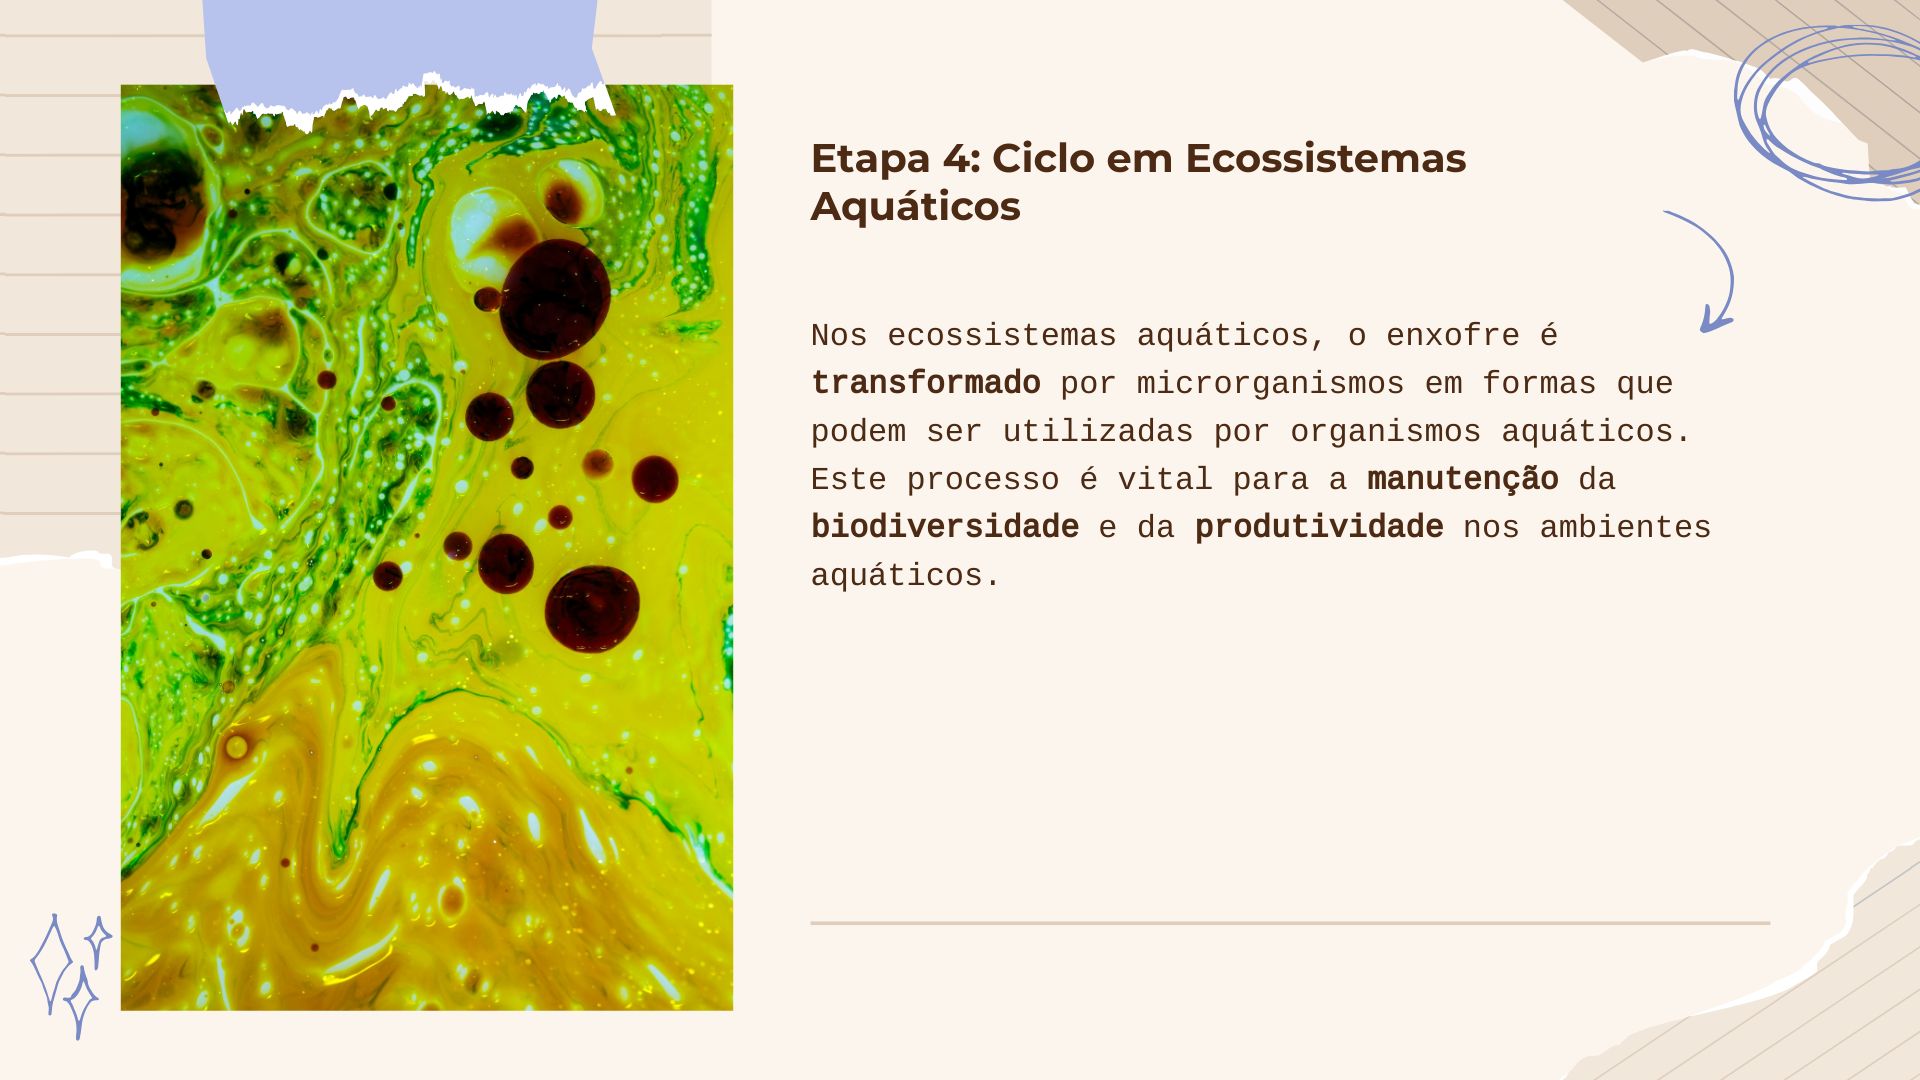 Etapa 4: Ciclo em Ecossistemas
Aquáticos
Nos ecossistemas aquáticos, o enxofre é
transformado por microrganismos em formas que
podem ser utilizadas por organismos aquáticos.
Este processo é vital para a manutenção da
biodiversidade e da produtividade nos ambientes
aquáticos.